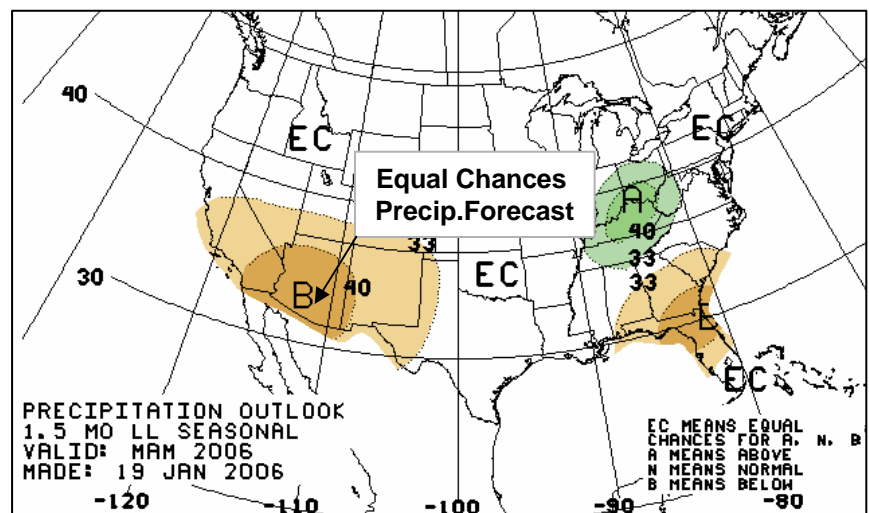 40
EC
EC
Equal Chances
Precip.Forecast
A
40
33
33
33
EC
30
B
40
EC
PRECIPITATION OUTLOOK
1.5 MO LL SEASONAL
VALID: MAM 2006
MADE: 19 JAN 2006
EC MEANS EQUAL
CHANCES FOR A, N, B
A MEANS ABOVE
N MEANS NORMAL
B MEANS BELOW
-120
-110
-100
-90
-80